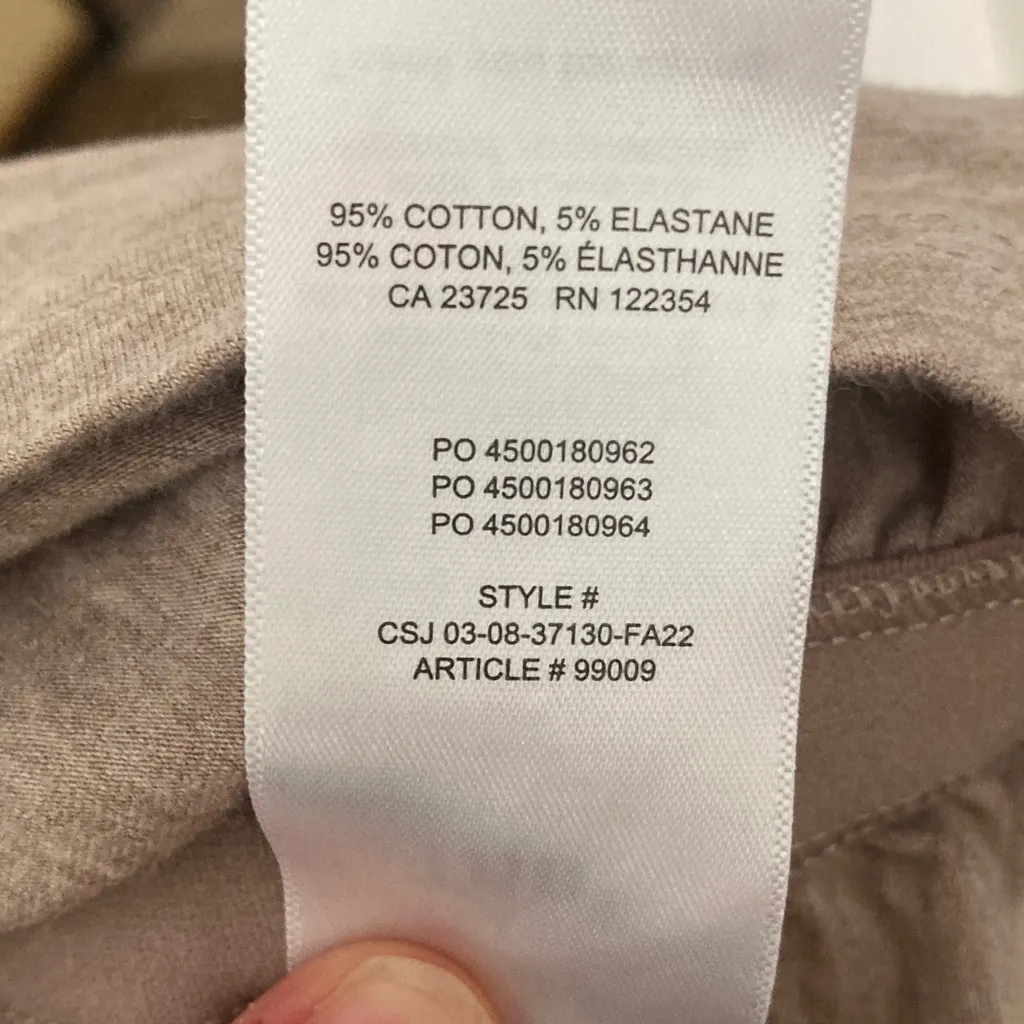 95% COTTON, 5% ELASTANE
95% COTON, 5% ÉLASTHANNE
CA 23725 RN 122354
PO 4500180962
PO 4500180963
PO 4500180964
STYLE #
CSJ 03-08-37130-FA22
ARTICLE # 99009